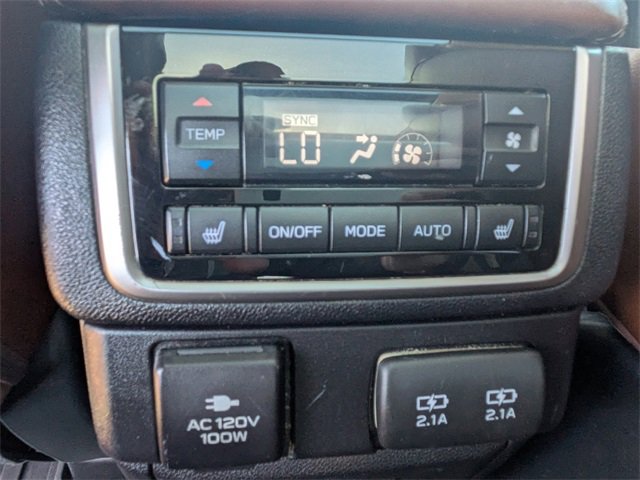 SYNC
TEMP
LO
ON/OFF
MODE
AUTO
AC 120V
100W
2.1A
2.1A